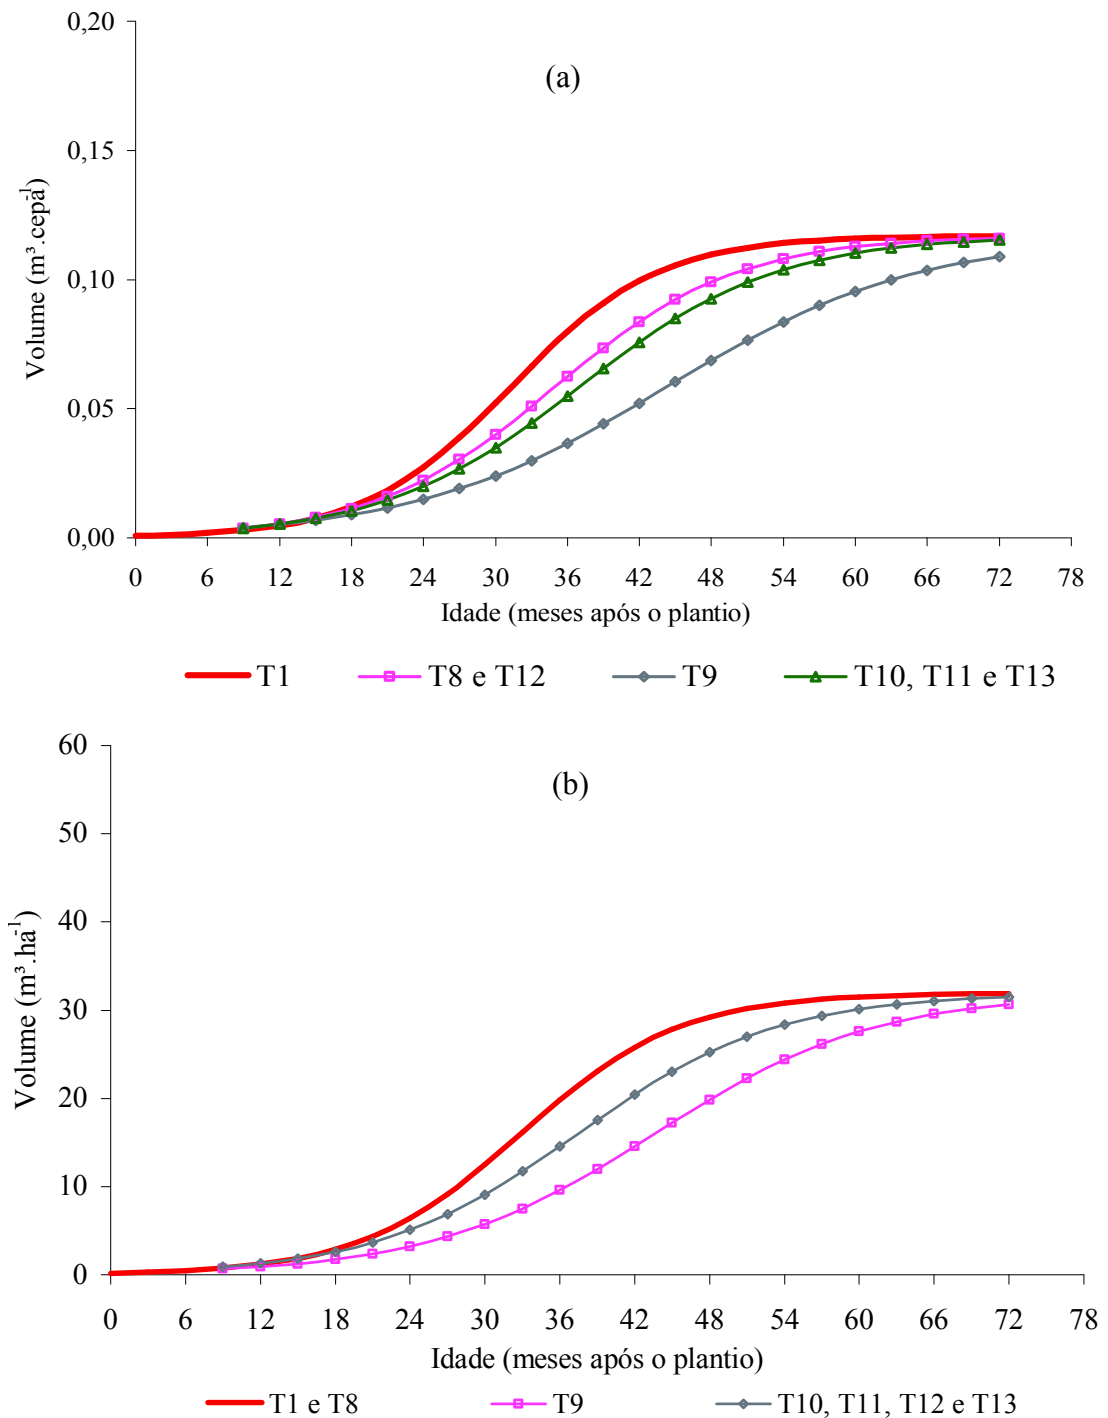 0,20
(a)
0,15
0,10
0,05
0,00
Volume (m³.cepa⁻¹)
0 6 12 18 24 30 36 42 48 54 60 66 72 78
Idade (meses após o plantio)
T1 T8 e T12 T9 T10, T11 e T13
60
(b)
50
40
30
20
10
0
Volume (m³.ha⁻¹)
0 6 12 18 24 30 36 42 48 54 60 66 72 78
Idade (meses após o plantio)
T1 e T8 T9 T10, T11, T12 e T13